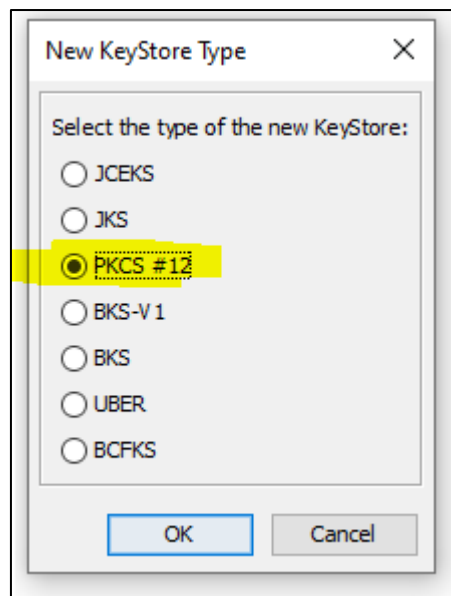 New KeyStore Type
Select the type of the new KeyStore:
JCEKS
JKS
PKCS #12
BKS-V1
BKS
UBER
BCFKS
OK
Cancel